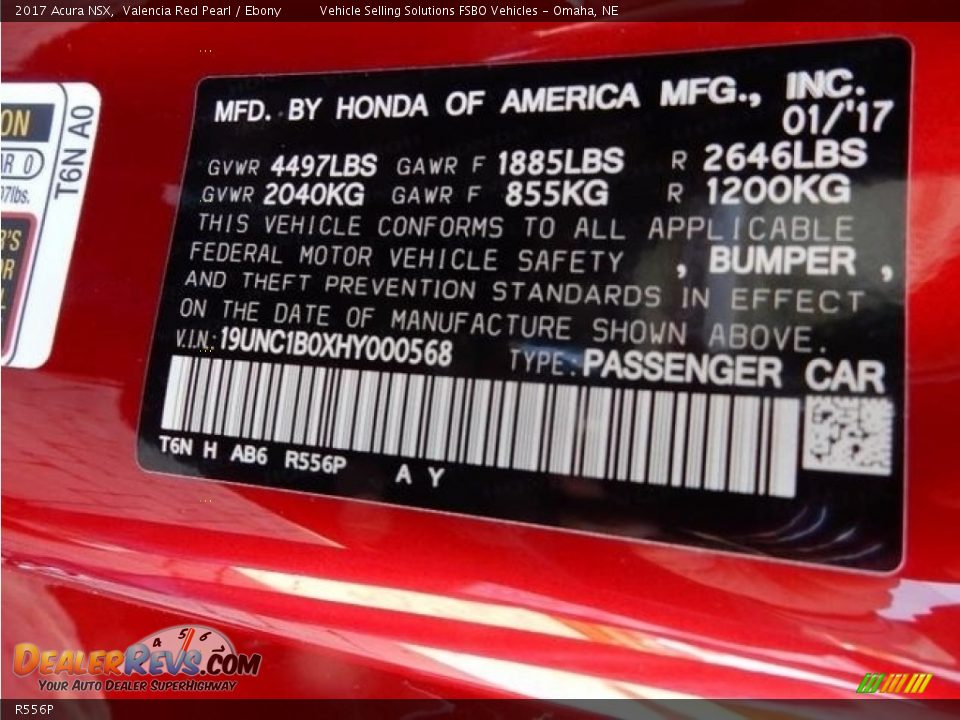 2017 Acura NSX, Valencia Red Pearl / Ebony Vehicle Selling Solutions FSBO Vehicles - Omaha, NE
MFD. BY HONDA OF AMERICA MFG., INC.
01/'17
GVWR 4497LBS GAWR F 1885LBS R 2646LBS
GVWR 2040KG GAWR F 855KG R 1200KG
THIS VEHICLE CONFORMS TO ALL APPLICABLE
FEDERAL MOTOR VEHICLE SAFETY , BUMPER ,
AND THEFT PREVENTION STANDARDS IN EFFECT
ON THE DATE OF MANUFACTURE SHOWN ABOVE.
V.I.N.: 19UNC1B0XHY000568 TYPE: PASSENGER CAR
T6N H AB6 R556P A Y
T6N A0
4 5 6
DEALERREVS.COM
YOUR AUTO DEALER SUPERHIGHWAY
R556P